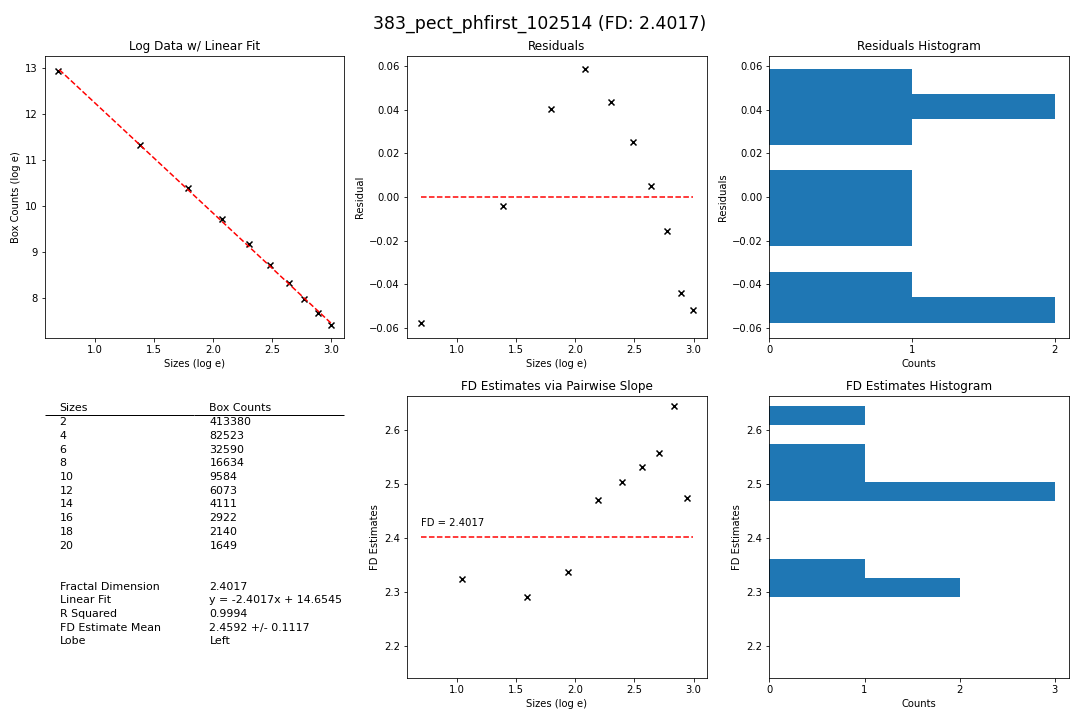 383_pect_phfirst_102514 (FD: 2.4017)
Log Data w/ Linear Fit
Box Counts (log e)
13
12
11
10
9
8
1.0 1.5 2.0 2.5 3.0
Sizes (log e)
Residuals
Residual
0.06
0.04
0.02
0.00
−0.02
−0.04
−0.06
1.0 1.5 2.0 2.5 3.0
Sizes (log e)
Residuals Histogram
Residuals
0.06
0.04
0.02
0.00
−0.02
−0.04
−0.06
0 1 2
Counts
Sizes Box Counts
2 413380
4 82523
6 32590
8 16634
10 9584
12 6073
14 4111
16 2922
18 2140
20 1649
Fractal Dimension 2.4017
Linear Fit y = -2.4017x + 14.6545
R Squared 0.9994
FD Estimate Mean 2.4592 +/- 0.1117
Lobe Left
FD Estimates via Pairwise Slope
FD Estimates
2.6
2.5
2.4
2.3
2.2
FD = 2.4017
1.0 1.5 2.0 2.5 3.0
Sizes (log e)
FD Estimates Histogram
FD Estimates
2.6
2.5
2.4
2.3
2.2
0 1 2 3
Counts